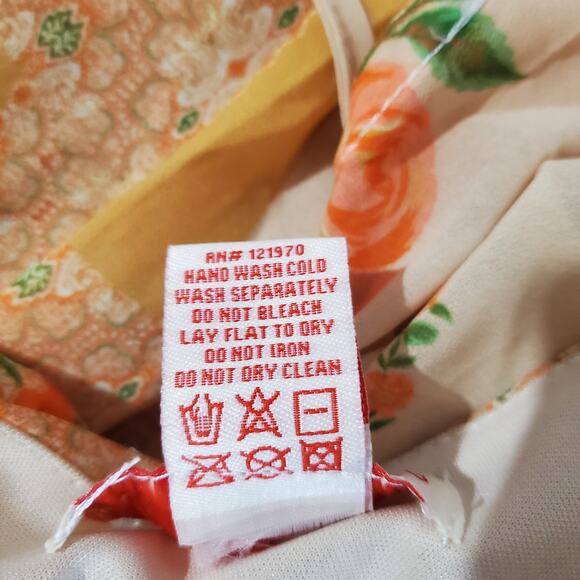 RN# 121970
HAND WASH COLD
WASH SEPARATELY
DO NOT BLEACH
LAY FLAT TO DRY
DO NOT IRON
DO NOT DRY CLEAN